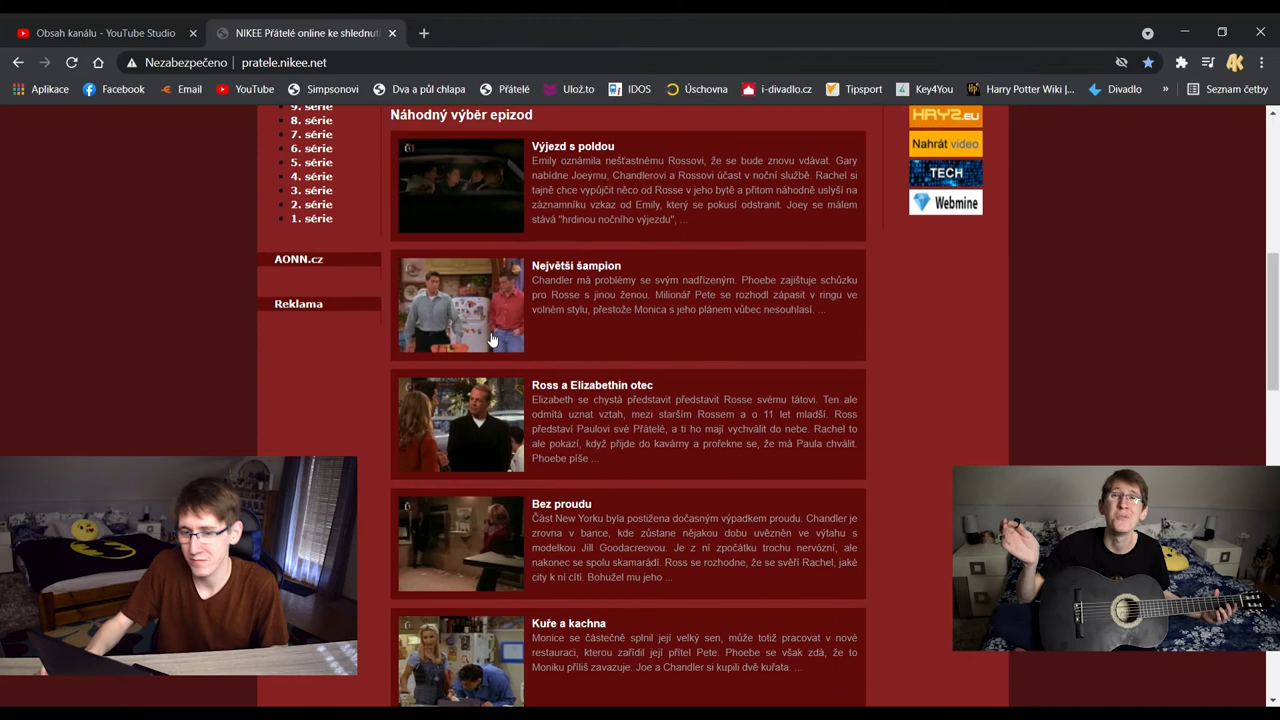 Obsah kanálu - YouTube Studio
NIKEE Přátelé online ke shlednutí
Nezabezpečeno
pratele.nikee.net
Aplikace
Facebook
Email
YouTube
Simpsonovi
Dva a půl chlapa
Přátelé
Ulož.to
IDOS
Úschovna
i-divadlo.cz
Tipsport
Key4You
Harry Potter Wiki |...
Divadlo
»
Seznam četby
9. série
8. série
7. série
6. série
5. série
4. série
3. série
2. série
1. série
AONN.cz
Reklama
Náhodný výběr epizod
Výjezd s poldou
Emily oznámila nešťastnému Rossovi, že se bude znovu vdávat. Gary
nabídne Joeymu, Chandlerovi a Rossovi účast v noční službě. Rachel si
tajně chce vypůjčit něco od Rosse v jeho bytě a přitom náhodně uslyší na
záznamníku vzkaz od Emily, který se pokusí odstranit. Joey se málem
stává "hrdinou nočního výjezdu", ...
Největší šampion
Chandler má problémy se svým nadřízeným. Phoebe zajišťuje schůzku
pro Rosse s jinou ženou. Milionář Pete se rozhodl zápasit v ringu ve
volném stylu, přestože Monica s jeho plánem vůbec nesouhlasí. ...
Ross a Elizabethin otec
Elizabeth se chystá představit představit Rosse svému tátovi. Ten ale
odmítá uznat vztah, mezi starším Rossem a o 11 let mladší. Ross
představí Paulovi své Přátelé, a ti ho mají vychválit do nebe. Rachel to
ale pokazí, když přijde do kavárny a prořekne se, že má Paula chválit.
Phoebe píše ...
Bez proudu
Část New Yorku byla postižena dočasným výpadkem proudu. Chandler je
zrovna v bance, kde zůstane nějakou dobu uvězněn ve výtahu s
modelkou Jill Goodacreovou. Je z ní zpočátku trochu nervózní, ale
nakonec se spolu skamarádí. Ross se rozhodne, že se svěří Rachel, jaké
city k ní cítí. Bohužel mu jeho ...
Kuře a kachna
Monice se částečně splnil její velký sen, může totiž pracovat v nové
restauraci, kterou zařídil její přítel Pete. Phoebe se však zdá, že to
Moniku příliš zavazuje. Joe a Chandler si kupili dvě kuřata. ...
HRY2.EU
Nahrát video
TECH
Webmine